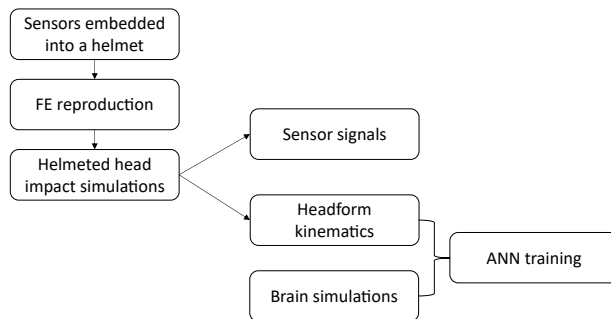 Sensors embedded
into a helmet
FE reproduction
Helmeted head
impact simulations
Sensor signals
Headform
kinematics
Brain simulations
ANN training